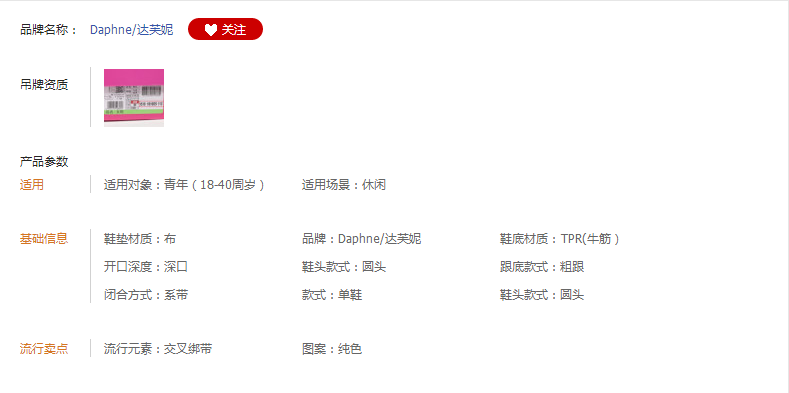 品牌名称： Daphne/达芙妮 关注
吊牌资质
产品参数
适用 适用对象：青年（18-40周岁） 适用场景：休闲
基础信息 鞋垫材质：布 品牌：Daphne/达芙妮 鞋底材质：TPR(牛筋）
开口深度：深口 鞋头款式：圆头 跟底款式：粗跟
闭合方式：系带 款式：单鞋 鞋头款式：圆头
流行卖点 流行元素：交叉绑带 图案：纯色